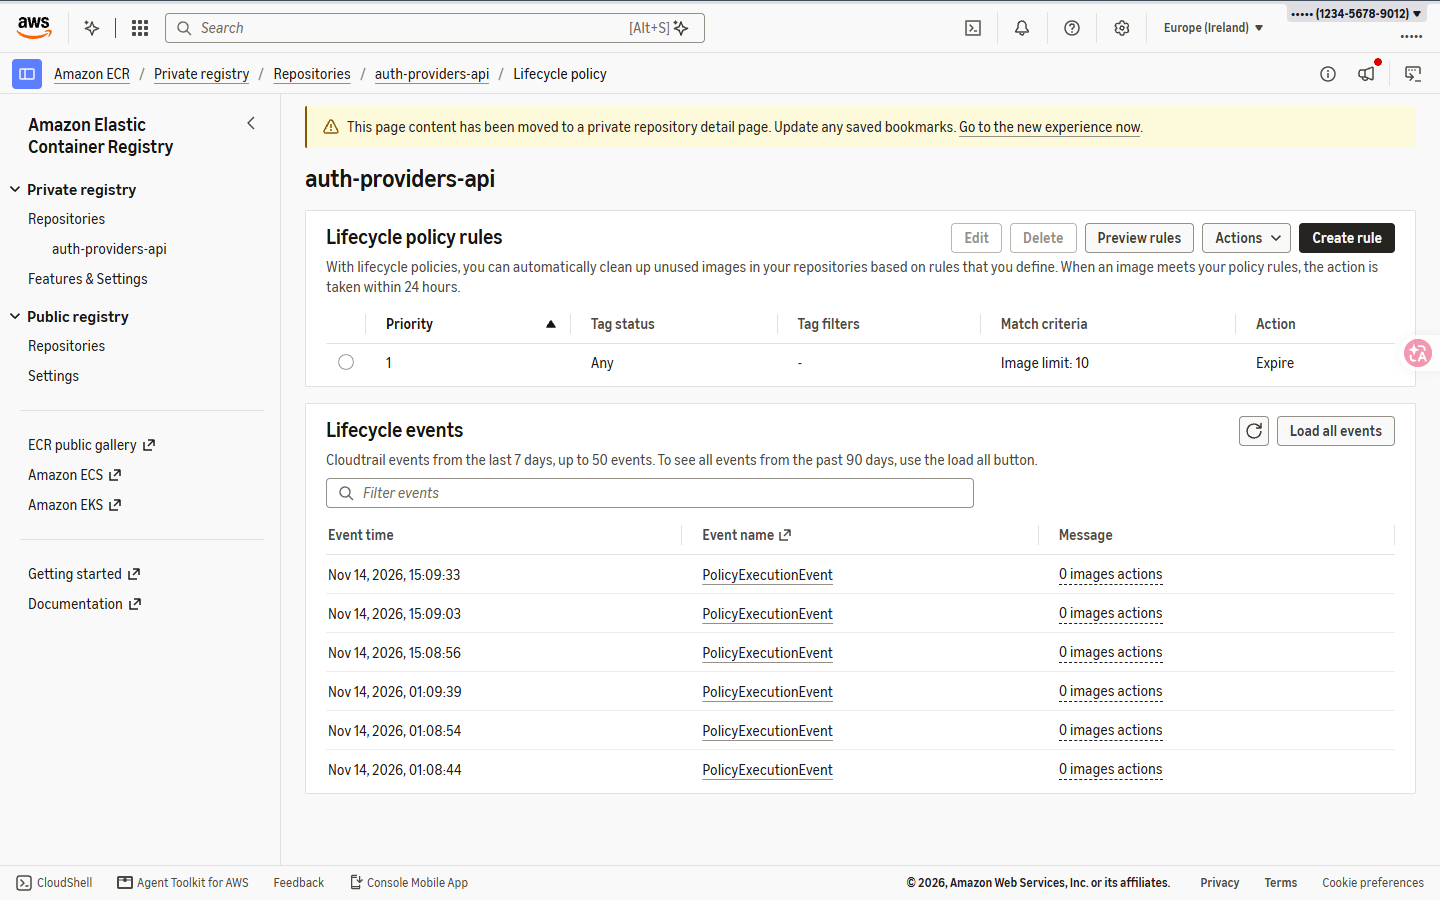 aws
Search
[Alt+S]
Europe (Ireland)
••••• (1234-5678-9012)
•••••
Amazon ECR / Private registry / Repositories / auth-providers-api / Lifecycle policy
Amazon Elastic
Container Registry
Private registry
Repositories
auth-providers-api
Features & Settings
Public registry
Repositories
Settings
ECR public gallery
Amazon ECS
Amazon EKS
Getting started
Documentation
This page content has been moved to a private repository detail page. Update any saved bookmarks. Go to the new experience now.
auth-providers-api
Lifecycle policy rules
Edit
Delete
Preview rules
Actions
Create rule
With lifecycle policies, you can automatically clean up unused images in your repositories based on rules that you define. When an image meets your policy rules, the action is
taken within 24 hours.
Priority Tag status Tag filters Match criteria Action
1 Any - Image limit: 10 Expire
Lifecycle events
Load all events
Cloudtrail events from the last 7 days, up to 50 events. To see all events from the past 90 days, use the load all button.
Filter events
Event time Event name Message
Nov 14, 2026, 15:09:33 PolicyExecutionEvent 0 images actions
Nov 14, 2026, 15:09:03 PolicyExecutionEvent 0 images actions
Nov 14, 2026, 15:08:56 PolicyExecutionEvent 0 images actions
Nov 14, 2026, 01:09:39 PolicyExecutionEvent 0 images actions
Nov 14, 2026, 01:08:54 PolicyExecutionEvent 0 images actions
Nov 14, 2026, 01:08:44 PolicyExecutionEvent 0 images actions
CloudShell
Agent Toolkit for AWS
Feedback
Console Mobile App
© 2026, Amazon Web Services, Inc. or its affiliates.
Privacy
Terms
Cookie preferences